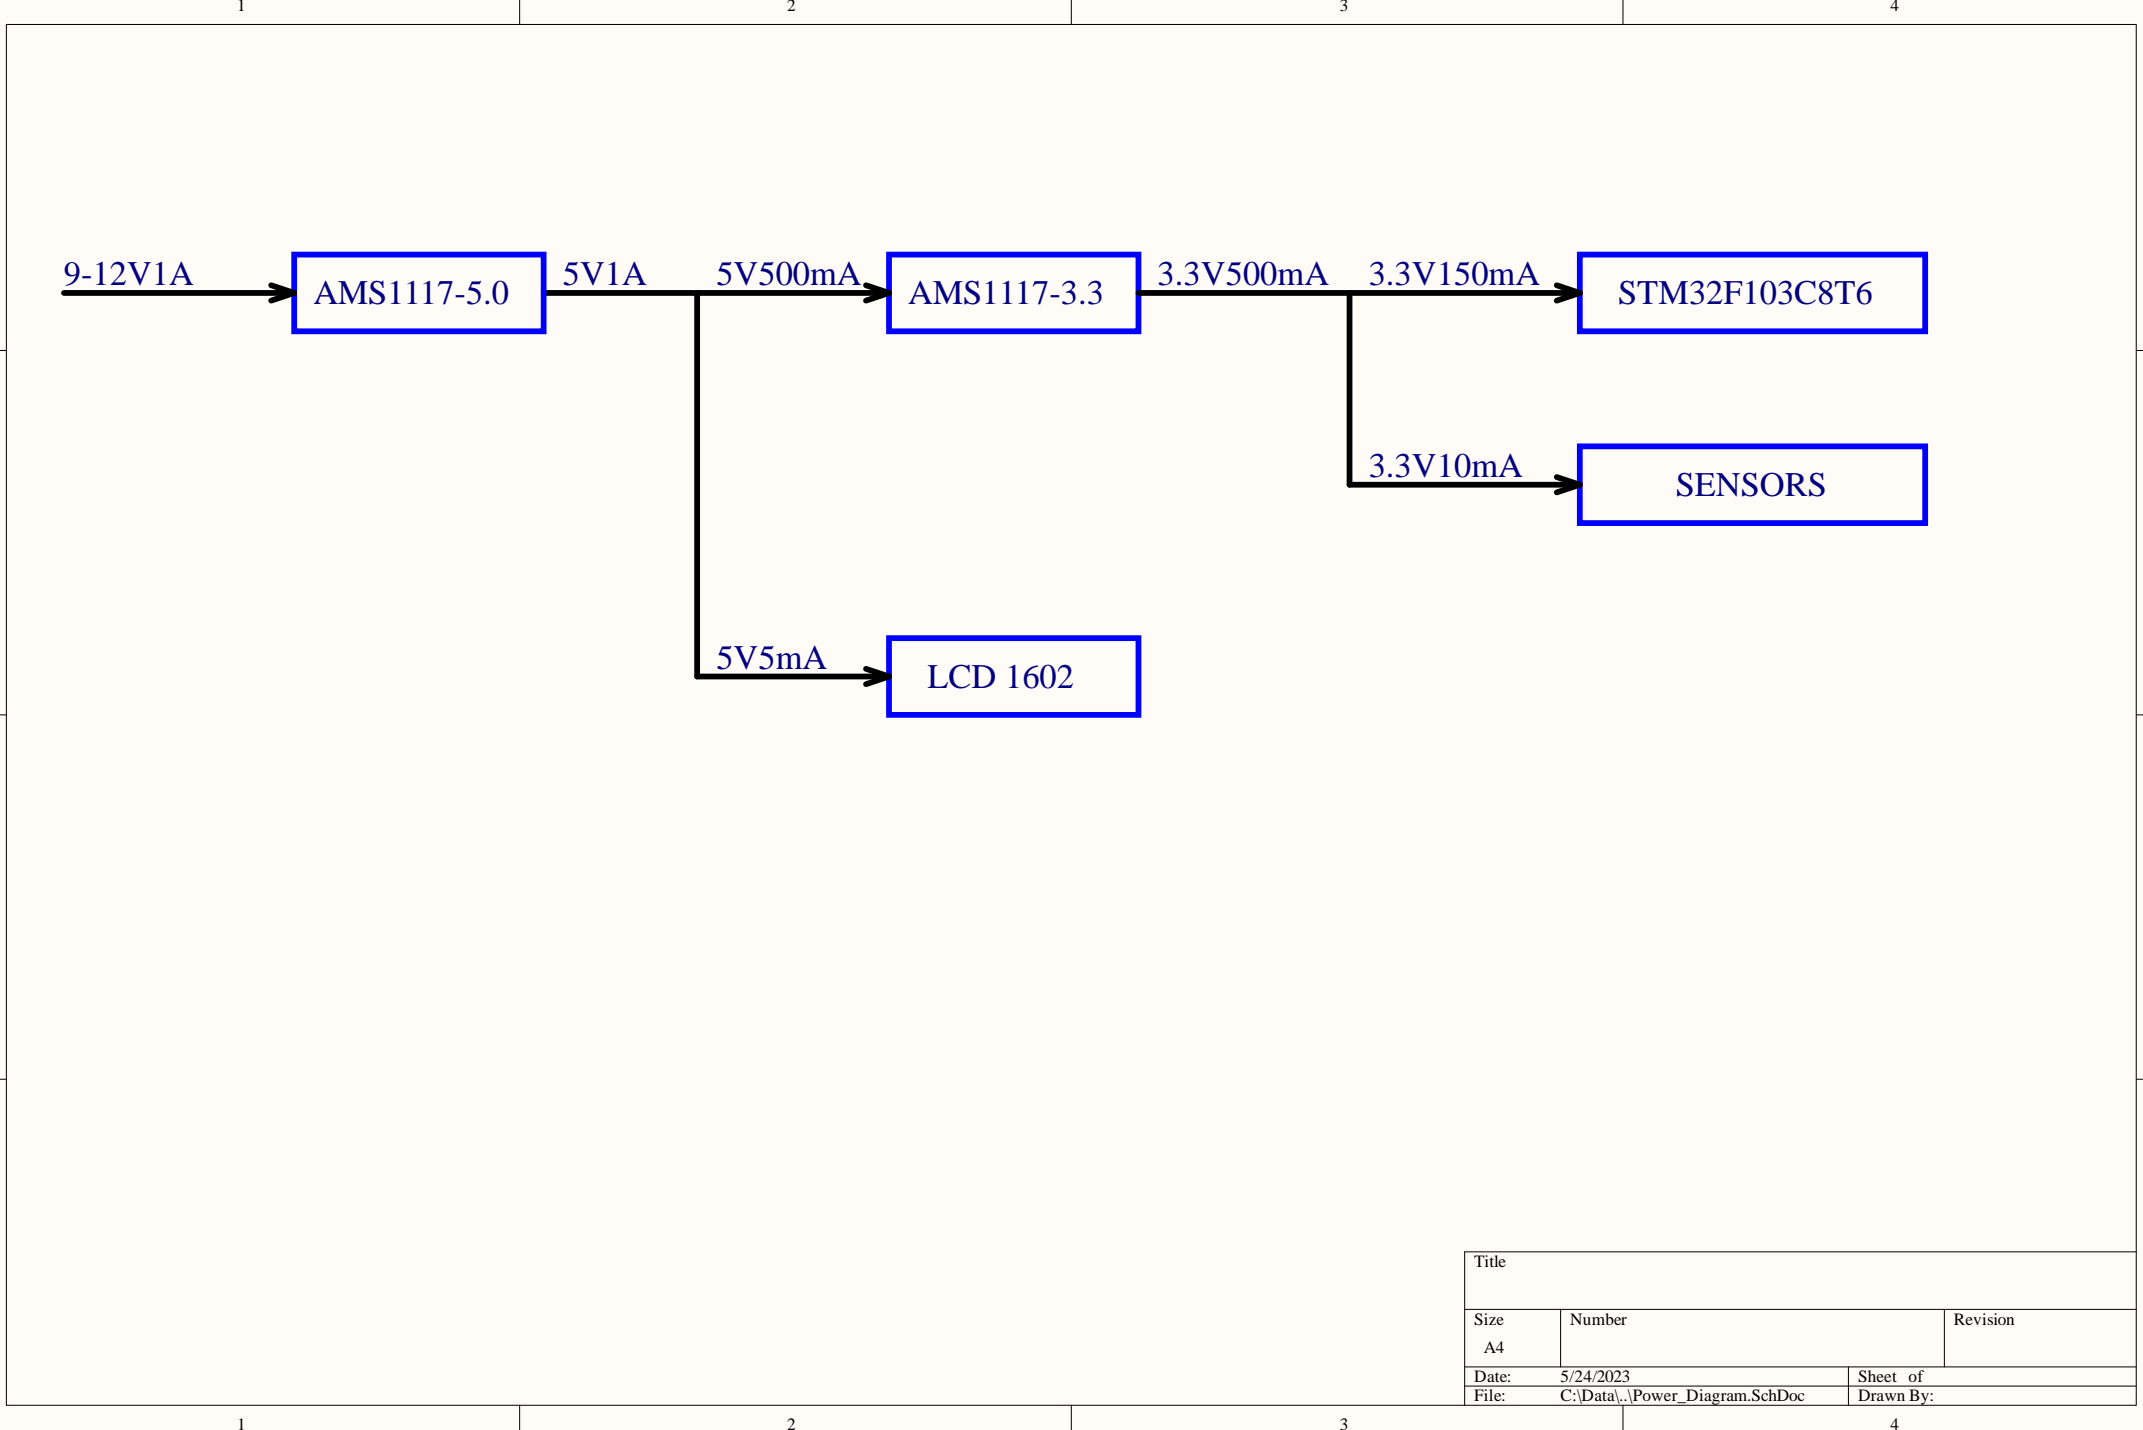 1 2 3 4
9-12V1A
AMS1117-5.0
5V1A
5V500mA
AMS1117-3.3
3.3V500mA
3.3V150mA
STM32F103C8T6
3.3V10mA
SENSORS
5V5mA
LCD 1602
Title
Size
Number
Revision
A4
Date: 5/24/2023
Sheet of
File: C:\Data\..\Power_Diagram.SchDoc
Drawn By:
1 2 3 4